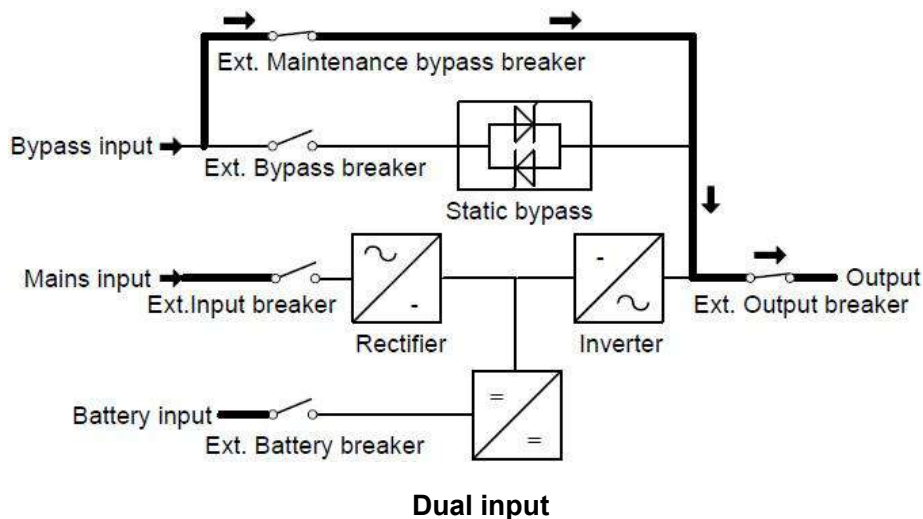 Ext. Maintenance bypass breaker
Bypass input
Ext. Bypass breaker
Static bypass
Mains input
Ext.Input breaker
Rectifier
-
-
Inverter
Output
Ext. Output breaker
Battery input
Ext. Battery breaker
=
=
Dual input